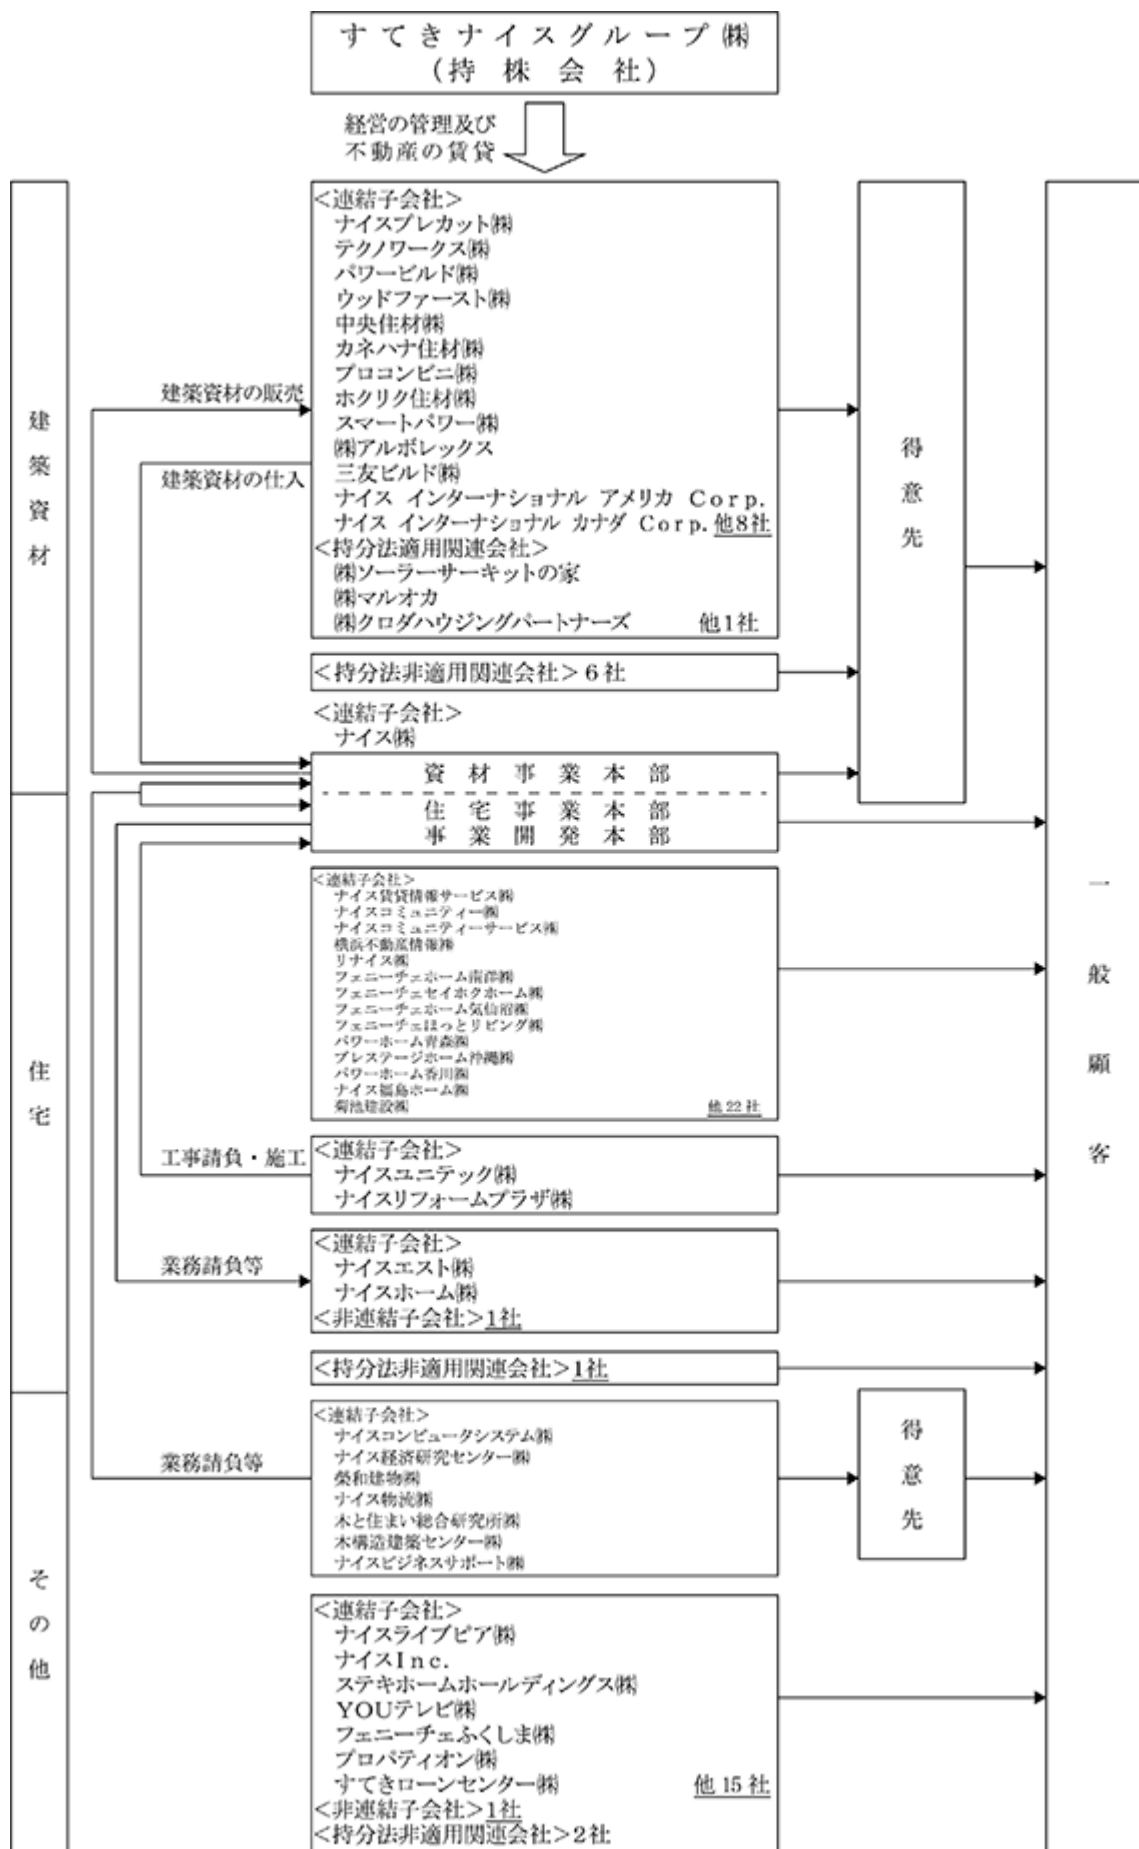 すてきナイスグループ㈱
（持株会社）
経営の管理及び
不動産の賃貸
建築資材
<連結子会社>
ナイスプレカット㈱
テクノワークス㈱
パワービルド㈱
ウッドファースト㈱
中央住材㈱
カネハナ住材㈱
プロコンビニ㈱
ホクリク住材㈱
スマートパワー㈱
㈱アルボレックス
三友ビルド㈱
ナイス インターナショナル アメリカ Corp.
ナイス インターナショナル カナダ Corp. 他8社
<持分法適用関連会社>
㈱ソーラーサーキットの家
㈱マルオカ
㈱クロダハウジングパートナーズ 他1社
建築資材の販売
建築資材の仕入
得意先
<持分法非適用関連会社>6社
<連結子会社>
ナイス㈱
資材事業本部
住宅事業本部
事業開発本部
一般顧客
住宅
<連結子会社>
ナイス賃貸情報サービス㈱
ナイスコミュニティー㈱
ナイスコミュニティーサービス㈱
横浜不動産情報㈱
リナイス㈱
フェニーチェホーム南洋㈱
フェニーチェセイホクホーム㈱
フェニーチェホーム気仙沼㈱
フェニーチェほっとリビング㈱
パワーホーム青森㈱
プレステージホーム沖縄㈱
パワーホーム香川㈱
ナイス福島ホーム㈱
菊池建設㈱ 他22社
工事請負・施工
<連結子会社>
ナイスユニテック㈱
ナイスリフォームプラザ㈱
業務請負等
<連結子会社>
ナイスエスト㈱
ナイスホーム㈱
<非連結子会社>1社
<持分法非適用関連会社>1社
その他
業務請負等
<連結子会社>
ナイスコンピュータシステム㈱
ナイス経済研究センター㈱
榮和建物㈱
ナイス物流㈱
木と住まい総合研究所㈱
木構造建築センター㈱
ナイスビジネスサポート㈱
得意先
<連結子会社>
ナイスライブピア㈱
ナイスInc.
ステキホームホールディングス㈱
YOUテレビ㈱
フェニーチェふくしま㈱
プロパティオン㈱
すてきローンセンター㈱ 他15社
<非連結子会社>1社
<持分法非適用関連会社>2社